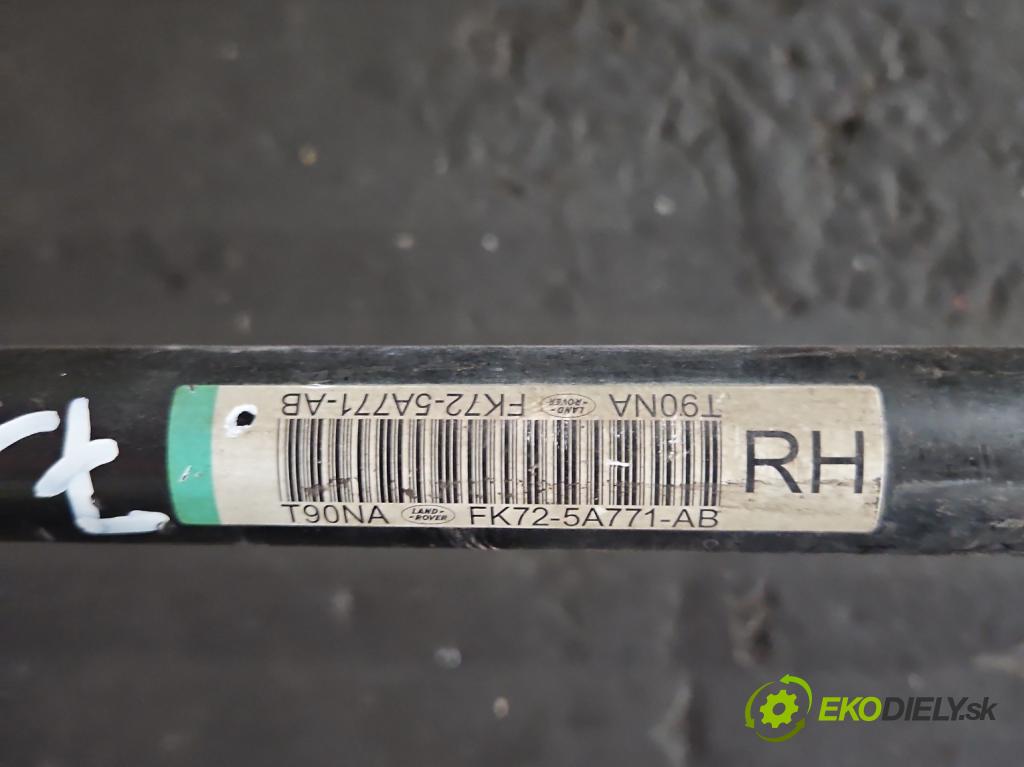 T90NA LAND-ROVER FK72-5A771-AB
RH
T90NA LAND-ROVER FK72-5A771-AB
EKODIELY.sk